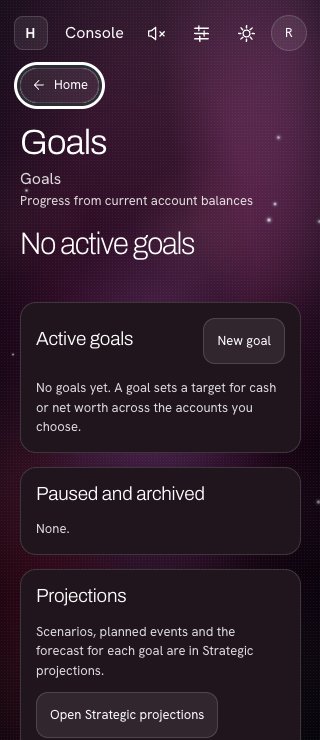 H Console R
Home
Goals
Goals
Progress from current account balances
No active goals
Active goals
New goal
No goals yet. A goal sets a target for cash
or net worth across the accounts you
choose.
Paused and archived
None.
Projections
Scenarios, planned events and the
forecast for each goal are in Strategic
projections.
Open Strategic projections